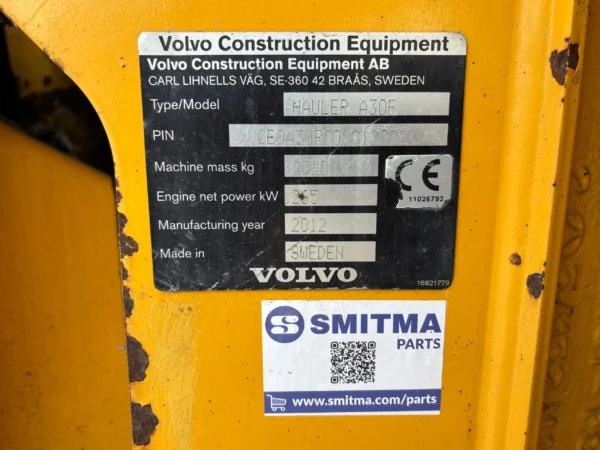 Volvo Construction Equipment
Volvo Construction Equipment AB
CARL LIHNELLS VÄG, SE-360 42 BRAÅS, SWEDEN
Type/Model HAULER A30F
PIN
Machine mass kg
Engine net power kW 265
Manufacturing year 2012
Made in SWEDEN
CE
11026792
VOLVO
16821779
S SMITMA
PARTS
www.smitma.com/parts